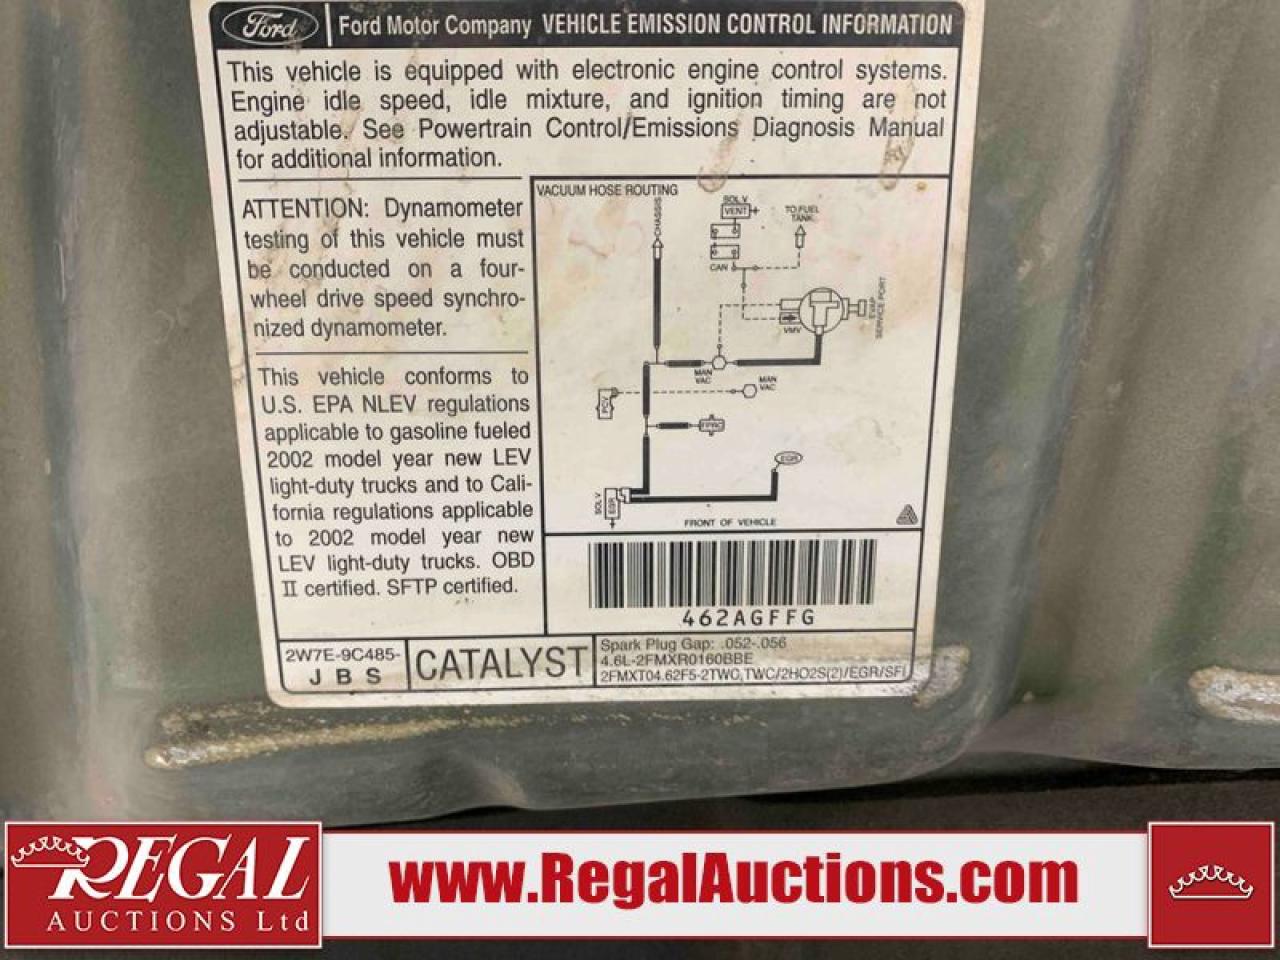 Ford Ford Motor Company VEHICLE EMISSION CONTROL INFORMATION
This vehicle is equipped with electronic engine control systems.
Engine idle speed, idle mixture, and ignition timing are not
adjustable. See Powertrain Control/Emissions Diagnosis Manual
for additional information.
ATTENTION: Dynamometer
testing of this vehicle must
be conducted on a four-
wheel drive speed synchro-
nized dynamometer.
This vehicle conforms to
U.S. EPA NLEV regulations
applicable to gasoline fueled
2002 model year new LEV
light-duty trucks and to Cali-
fornia regulations applicable
to 2002 model year new
LEV light-duty trucks. OBD
II certified. SFTP certified.
VACUUM HOSE ROUTING
CHASSIS
SOL V
VENT
TO FUEL
TANK
CAN
VMV
EVAP
SERVICE PORT
MAN
VAC
MAN
VAC
PCV
FPRC
EGR
SOL V
EGR
FRONT OF VEHICLE
462AGFFG
2W7E-9C485-
J B S
CATALYST
Spark Plug Gap: .052-.056
4.6L-2FMXR0160BBE
2FMXT04.62F5-2TWC,TWC/2HO2S(2)/EGR/SFI
REGAL
AUCTIONS Ltd
www.RegalAuctions.com